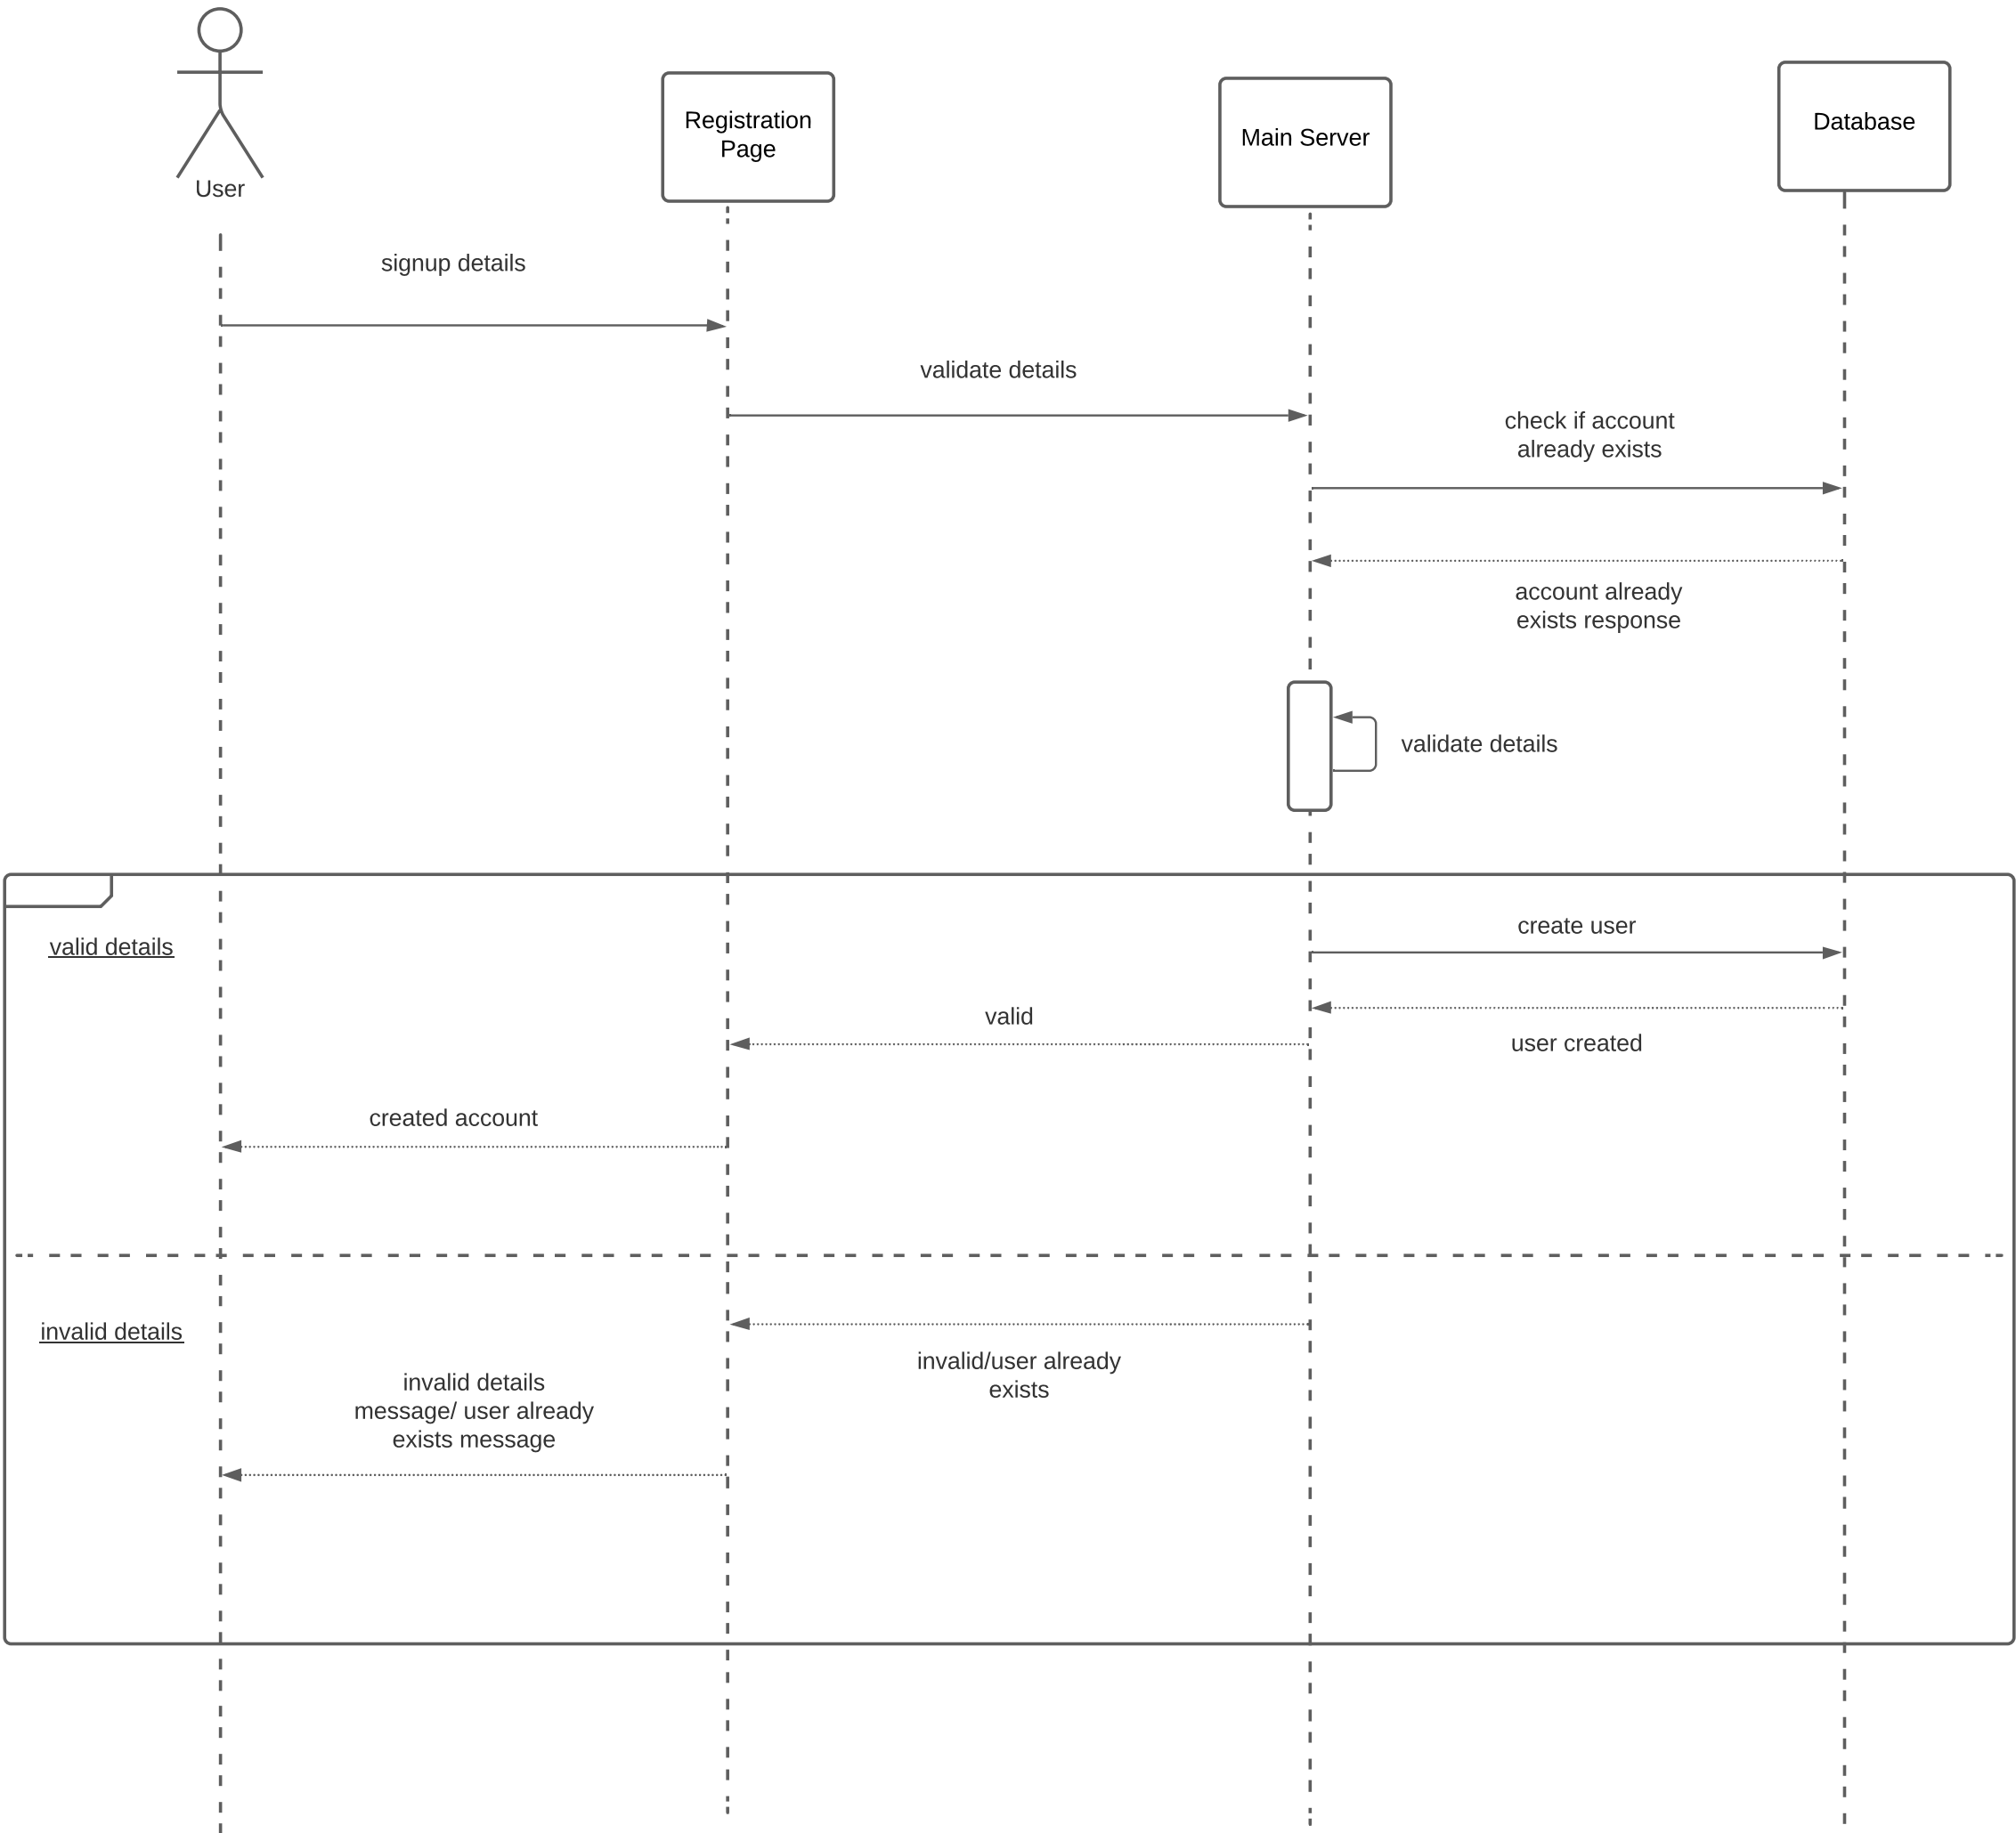 User
Registration
Page
Main Server
Database
signup details
validate details
check if account
already exists
account already
exists response
validate details
valid details
create user
valid
user created
created account
invalid details
invalid/user already
exists
invalid details
message/ user already
exists message